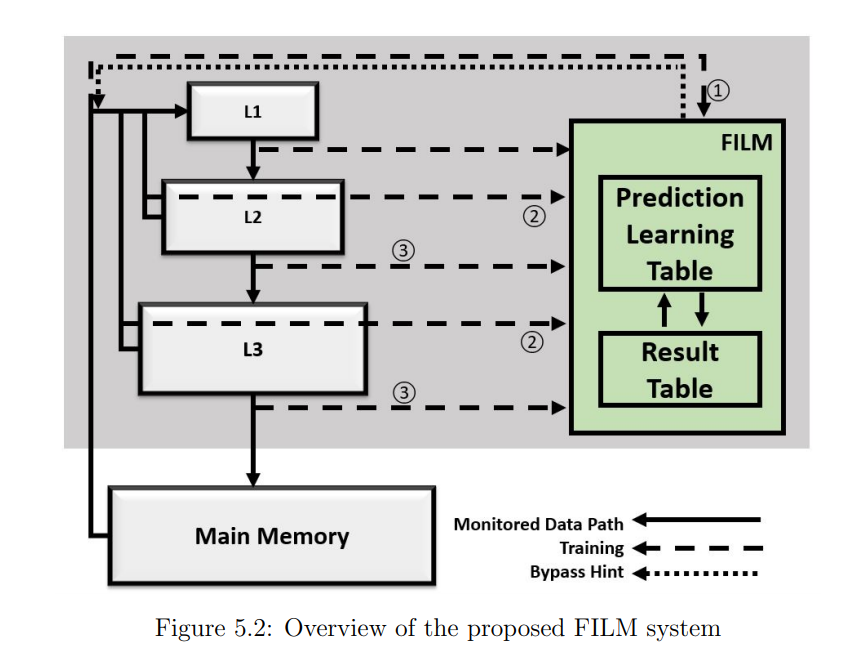 ①
L1
FILM
Prediction
Learning
Table
L2
②
③
L3
②
Result
Table
③
Main Memory
Monitored Data Path
Training
Bypass Hint
Figure 5.2: Overview of the proposed FILM system